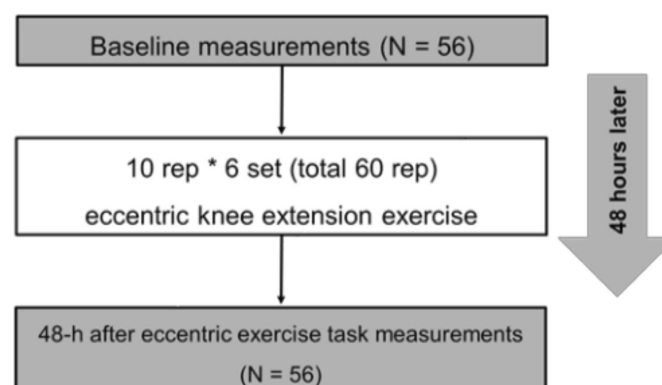 Baseline measurements (N = 56)
10 rep * 6 set (total 60 rep)
eccentric knee extension exercise
48 hours later
48-h after eccentric exercise task measurements
(N = 56)